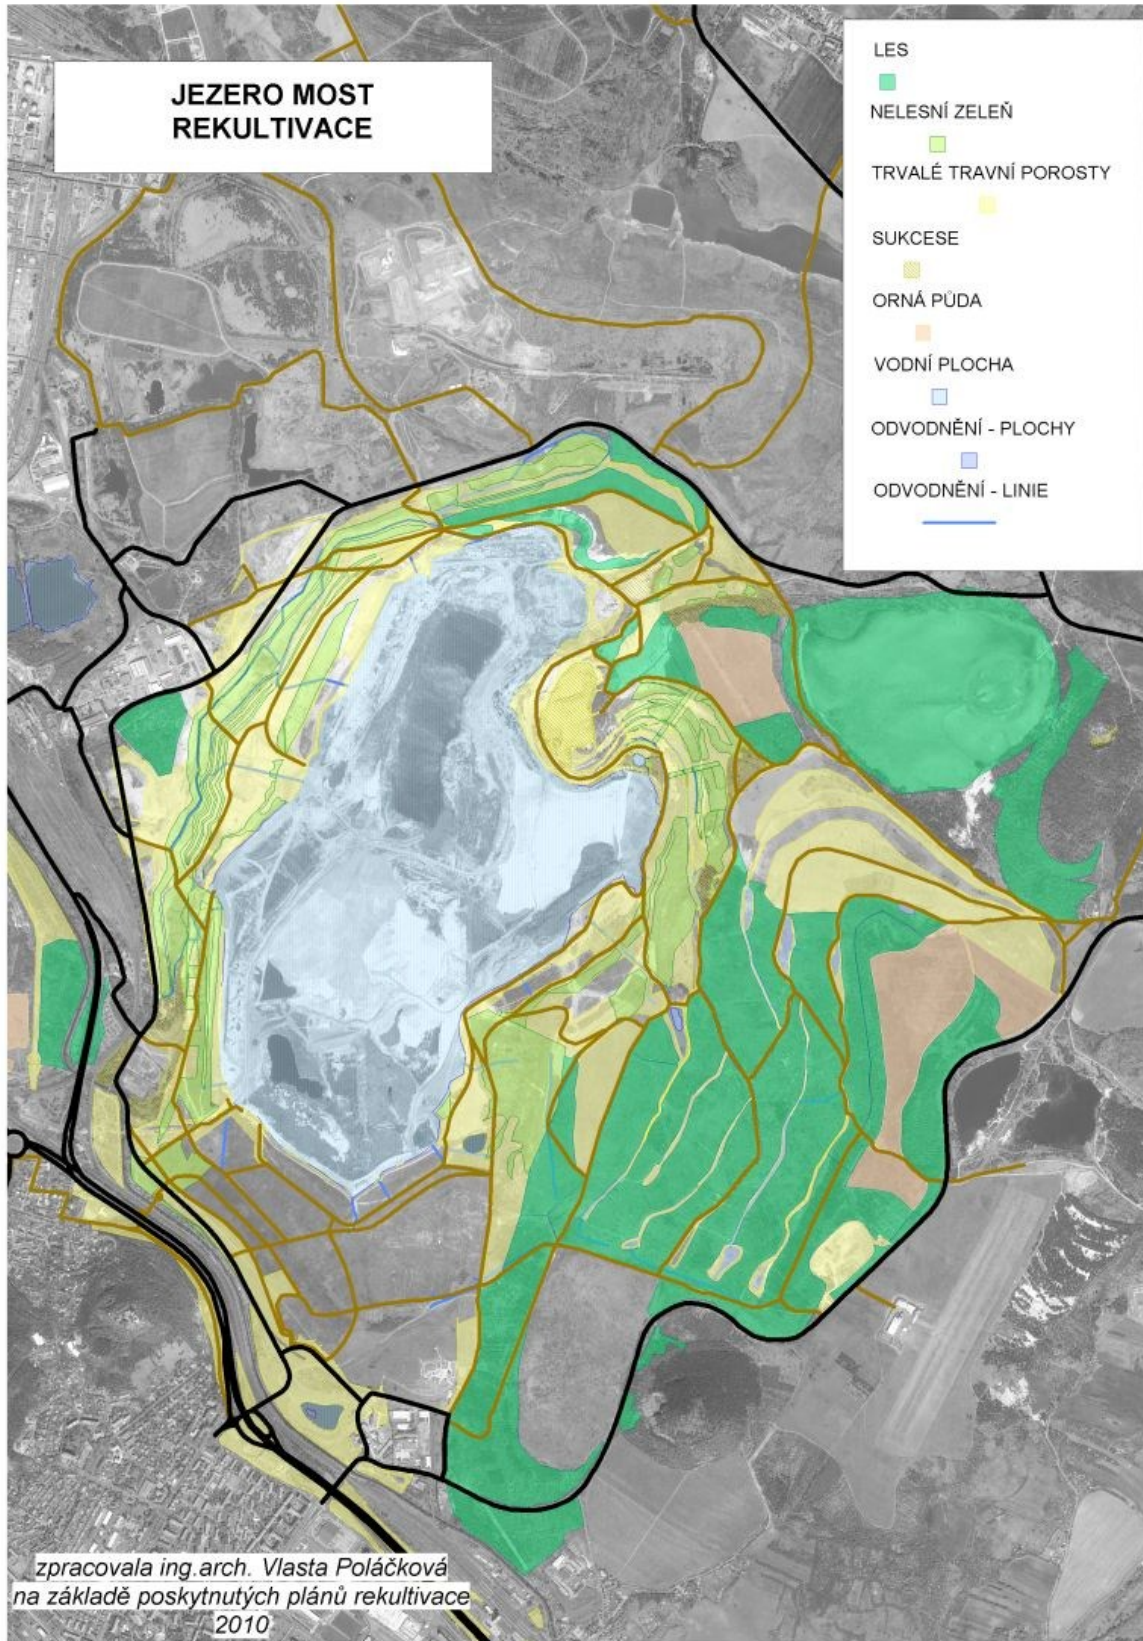 JEZERO MOST
REKULTIVACE
LES
NELESNÍ ZELEŇ
TRVALÉ TRAVNÍ POROSTY
SUKCESE
ORNÁ PŮDA
VODNÍ PLOCHA
ODVODNĚNÍ - PLOCHY
ODVODNĚNÍ - LINIE
zpracovala ing.arch. Vlasta Poláčková
na základě poskytnutých plánů rekultivace
2010